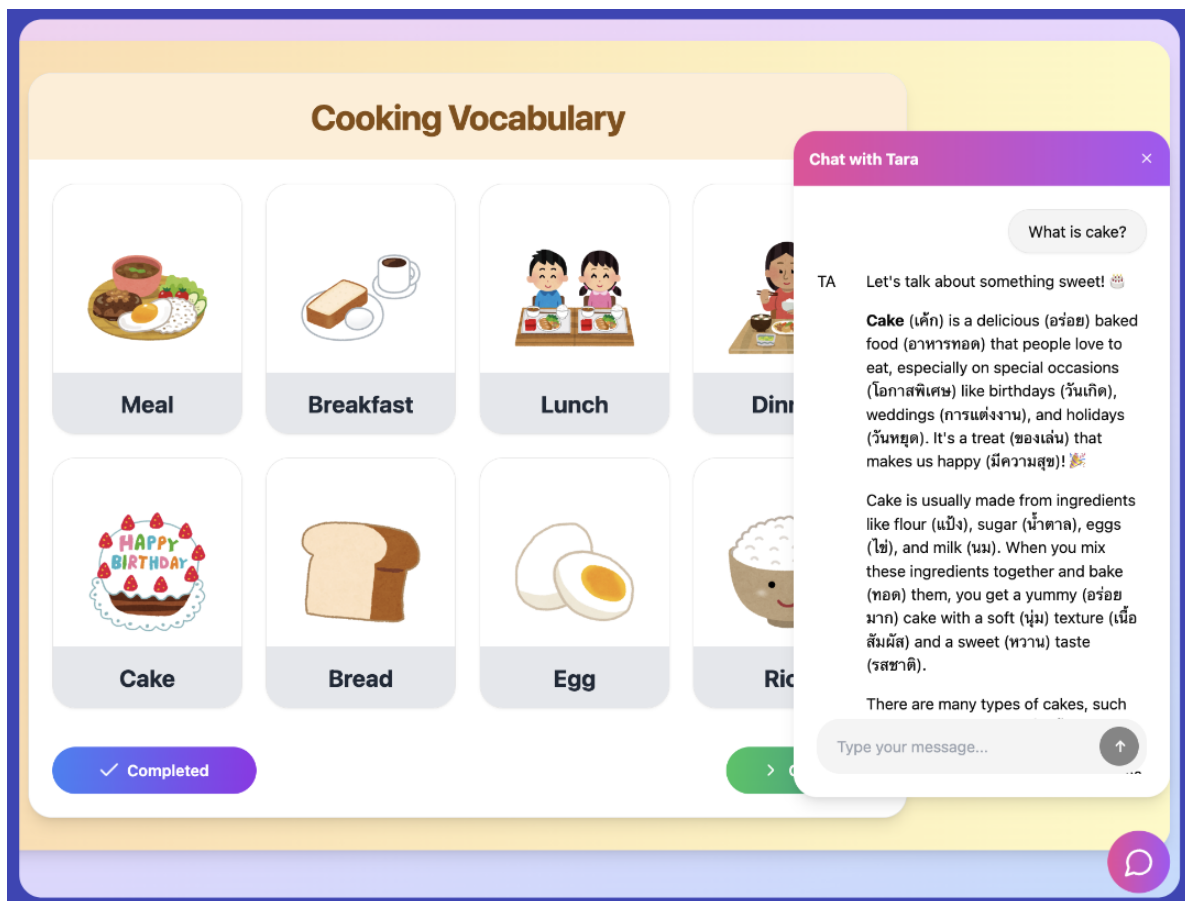 Cooking Vocabulary
Meal
Breakfast
Lunch
Cake
Bread
Egg
HAPPY
BIRTHDAY
Completed
Chat with Tara
What is cake?
TA
Let's talk about something sweet! 🎂
Cake (เค้ก) is a delicious (อร่อย) baked
food (อาหารทอด) that people love to
eat, especially on special occasions
(โอกาสพิเศษ) like birthdays (วันเกิด),
weddings (การแต่งงาน), and holidays
(วันหยุด). It's a treat (ของเล่น) that
makes us happy (มีความสุข)! 🎉
Cake is usually made from ingredients
like flour (แป้ง), sugar (น้ำตาล), eggs
(ไข่), and milk (นม). When you mix
these ingredients together and bake
(ทอด) them, you get a yummy (อร่อย
มาก) cake with a soft (นุ่ม) texture (เนื้อ
สัมผัส) and a sweet (หวาน) taste
(รสชาติ).
There are many types of cakes, such
Type your message...